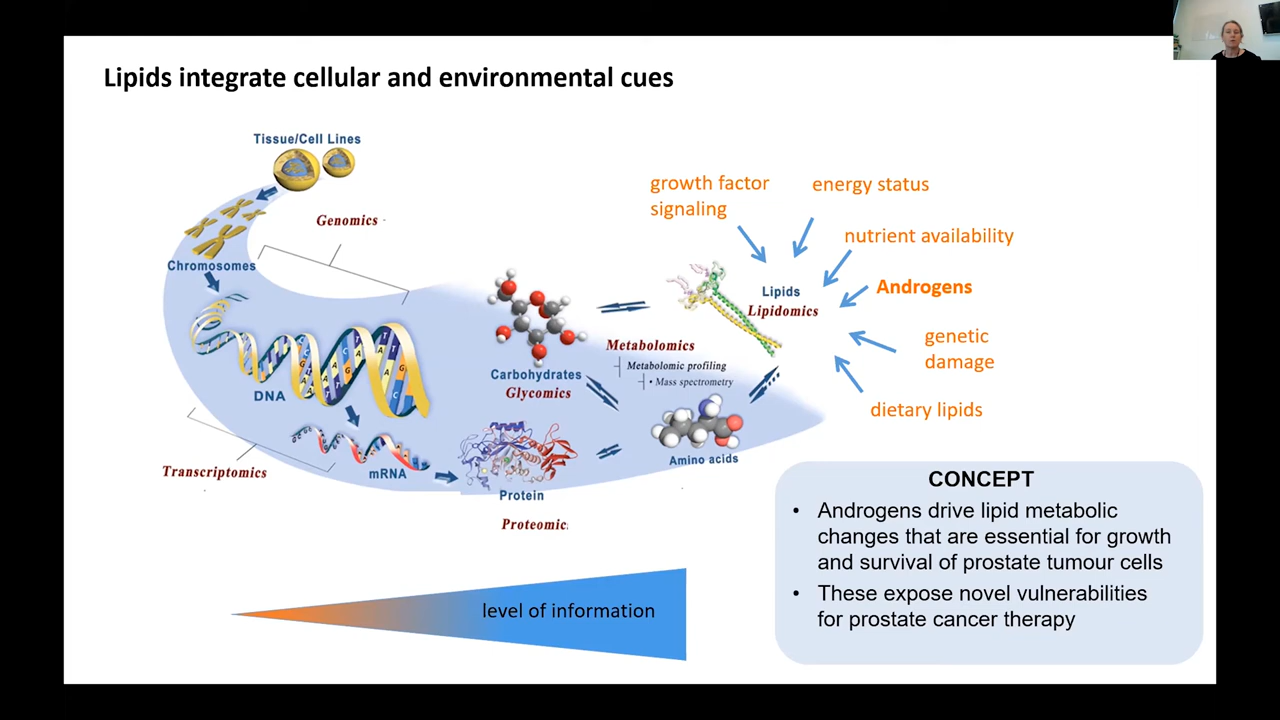 Lipids integrate cellular and environmental cues
Tissue/Cell Lines
Genomics
Chromosomes
DNA
Transcriptomics
mRNA
Protein
Proteomic
Carbohydrates
Glycomics
Metabolomics
Metabolomic profiling
• Mass spectrometry
Amino acids
Lipids
Lipidomics
growth factor
signaling
energy status
nutrient availability
Androgens
genetic
damage
dietary lipids
level of information
CONCEPT
• Androgens drive lipid metabolic
changes that are essential for growth
and survival of prostate tumour cells
• These expose novel vulnerabilities
for prostate cancer therapy